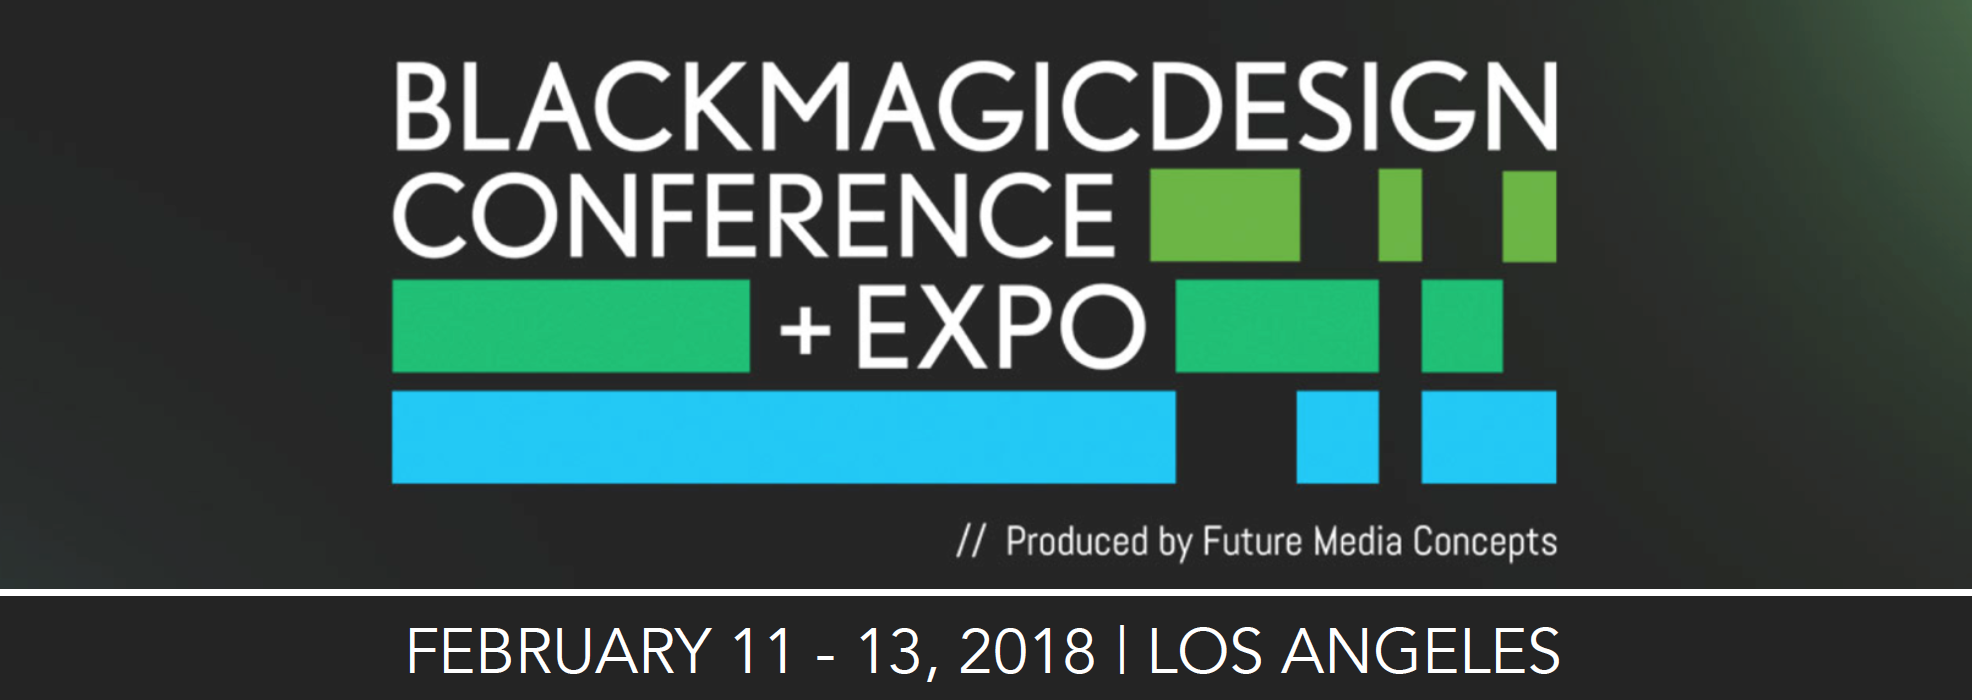 BLACKMAGICDESIGN
CONFERENCE
+ EXPO
// Produced by Future Media Concepts
FEBRUARY 11 - 13, 2018 | LOS ANGELES